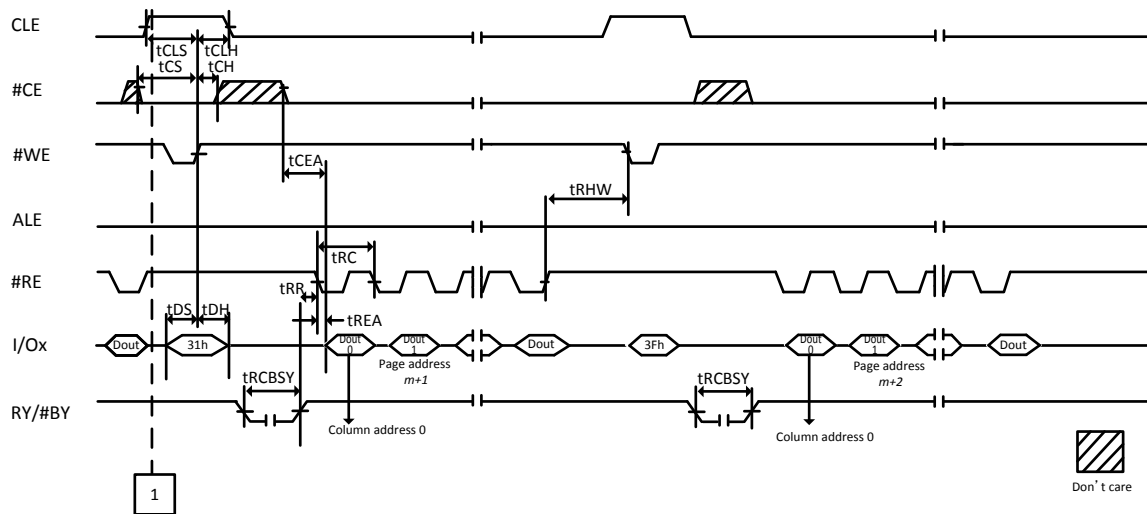 CLE
tCLS
tCLH
tCS
tCH
#CE
#WE
tCEA
tRHW
ALE
tRC
#RE
tRR
tDS
tDH
tREA
I/Ox
Dout
31h
Dout
0
Dout
1
Dout
3Fh
Dout
0
Dout
1
Dout
Page address
m+1
Page address
m+2
tRCBSY
tRCBSY
RY/#BY
Column address 0
Column address 0
1
Don't care